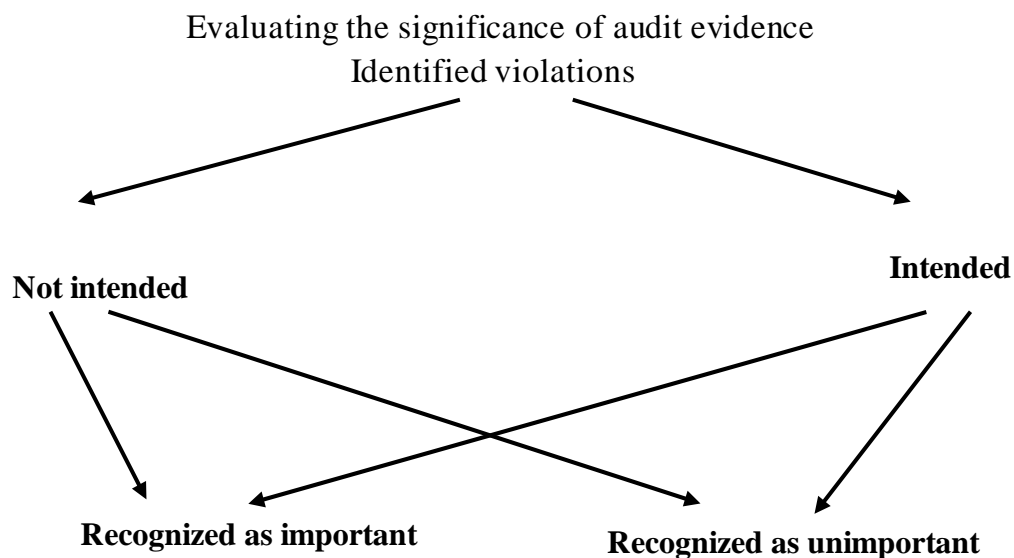 Evaluating the significance of audit evidence
Identified violations
Not intended
Intended
Recognized as important
Recognized as unimportant